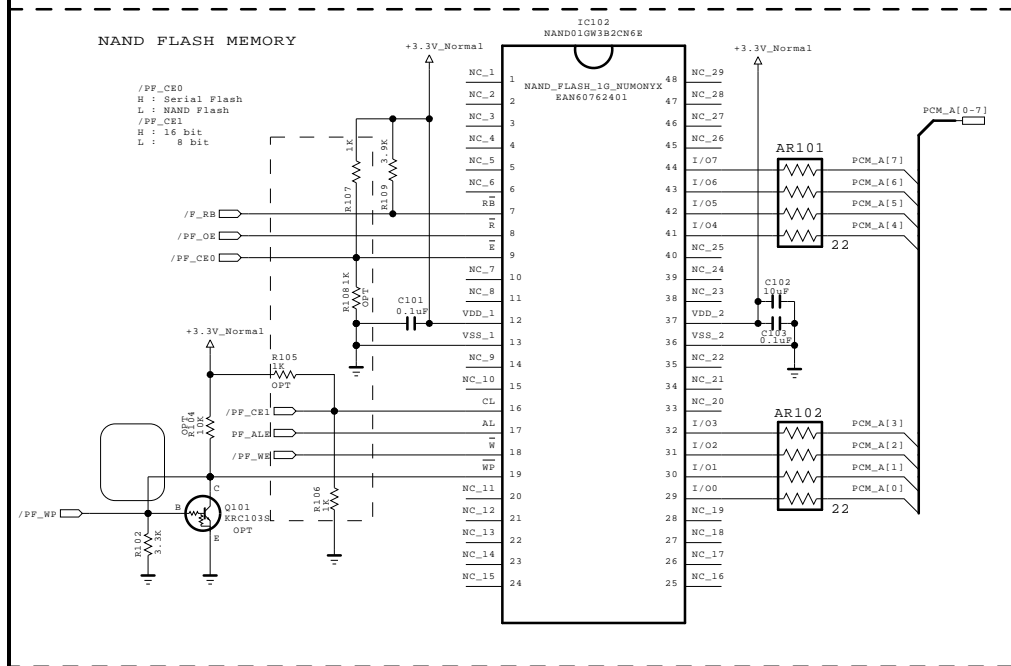 IC102
NAND01GW3B2CN6E
NAND FLASH MEMORY
+3.3V_Normal
+3.3V_Normal
/PF_CE0
H : Serial Flash
L : NAND Flash
/PF_CE1
H : 16 bit
L : 8 bit
NAND_FLASH_1G_NUMONYX
EAN60762401
NC_1 1
NC_2 2
NC_3 3
NC_4 4
NC_5 5
NC_6 6
RB 7
R 8
E 9
NC_7 10
NC_8 11
VDD_1 12
VSS_1 13
NC_9 14
NC_10 15
CL 16
AL 17
W 18
WP 19
NC_11 20
NC_12 21
NC_13 22
NC_14 23
NC_15 24
48 NC_29
47 NC_28
46 NC_27
45 NC_26
44 I/O7
43 I/O6
42 I/O5
41 I/O4
40 NC_25
39 NC_24
38 NC_23
37 VDD_2
36 VSS_2
35 NC_22
34 NC_21
33 NC_20
32 I/O3
31 I/O2
30 I/O1
29 I/O0
28 NC_19
27 NC_18
26 NC_17
25 NC_16
PCM_A[0-7]
AR101
PCM_A[7]
PCM_A[6]
PCM_A[5]
PCM_A[4]
22
C102
10uF
C103
0.1uF
AR102
PCM_A[3]
PCM_A[2]
PCM_A[1]
PCM_A[0]
22
1K
R107
3.9K
R109
/F_RB
/PF_OE
/PF_CE0
R108
1K
OPT
C101
0.1uF
+3.3V_Normal
R105
1K
OPT
OPT
R104
10K
/PF_CE1
PF_ALE
/PF_WE
R106
1K
/PF_WP
B
C
E
Q101
KRC103S
OPT
R102
3.3K